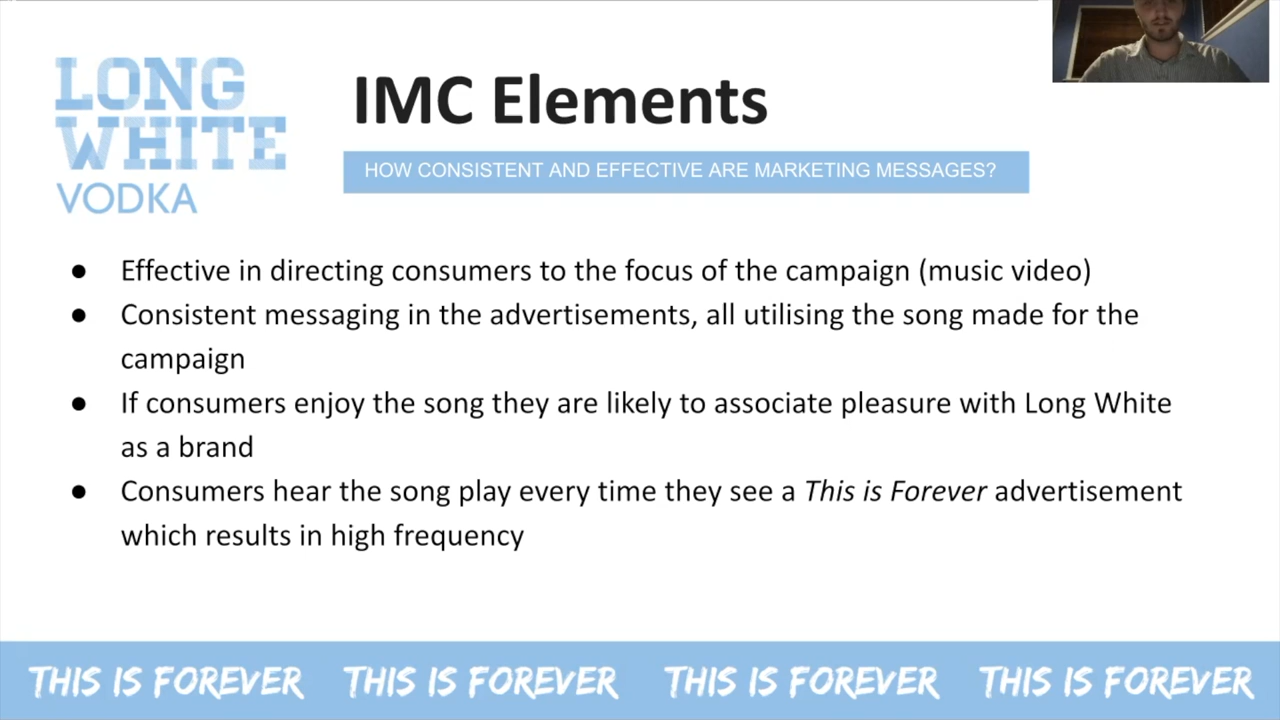 LONG
WHITE
VODKA
IMC Elements
HOW CONSISTENT AND EFFECTIVE ARE MARKETING MESSAGES?
● Effective in directing consumers to the focus of the campaign (music video)
● Consistent messaging in the advertisements, all utilising the song made for the
campaign
● If consumers enjoy the song they are likely to associate pleasure with Long White
as a brand
● Consumers hear the song play every time they see a This is Forever advertisement
which results in high frequency
THIS IS FOREVER THIS IS FOREVER THIS IS FOREVER THIS IS FOREVER